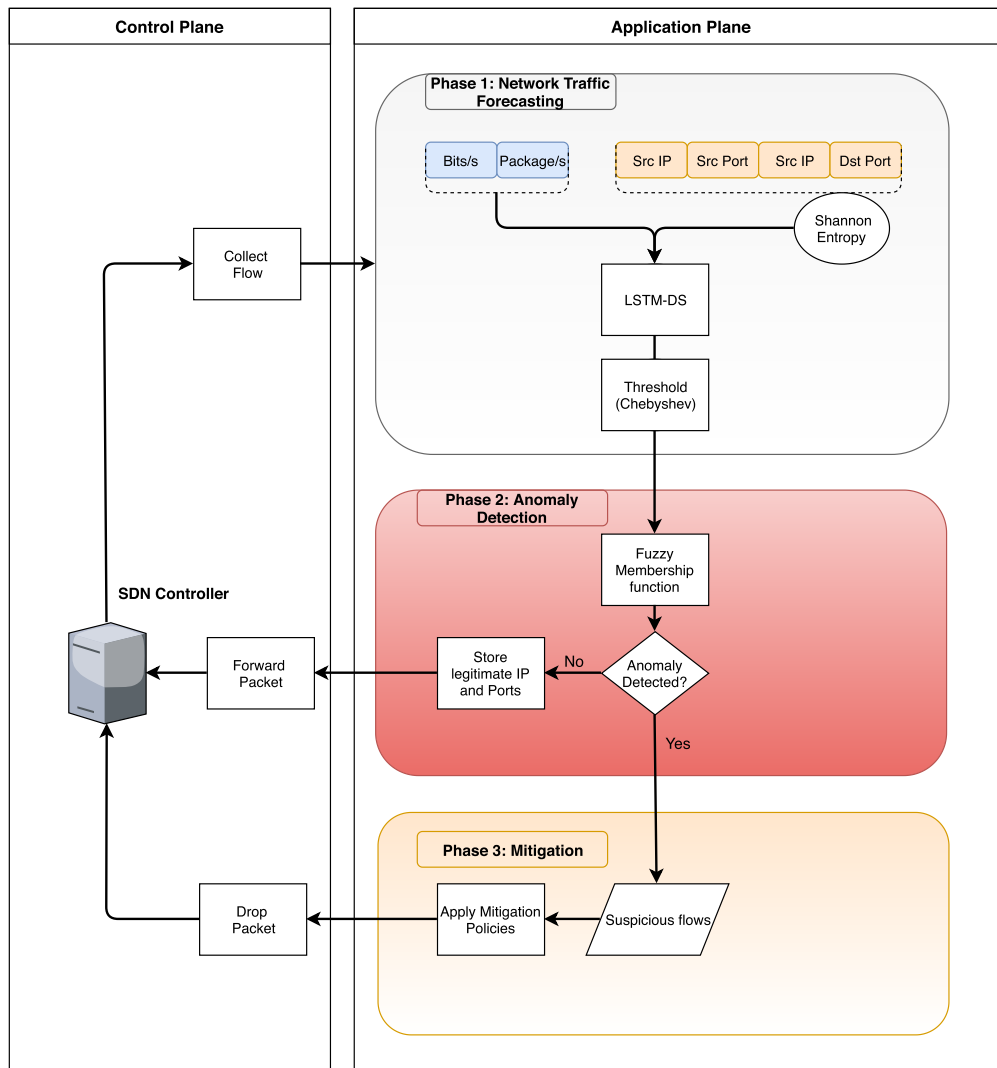 Control Plane
Application Plane
Phase 1: Network Traffic
Forecasting
Bits/s
Package/s
Src IP
Src Port
Src IP
Dst Port
Shannon
Entropy
Collect
Flow
LSTM-DS
Threshold
(Chebyshev)
Phase 2: Anomaly
Detection
Fuzzy
Membership
function
SDN Controller
Forward
Packet
Store
legitimate IP
and Ports
No
Anomaly
Detected?
Yes
Phase 3: Mitigation
Drop
Packet
Apply Mitigation
Policies
Suspicious flows